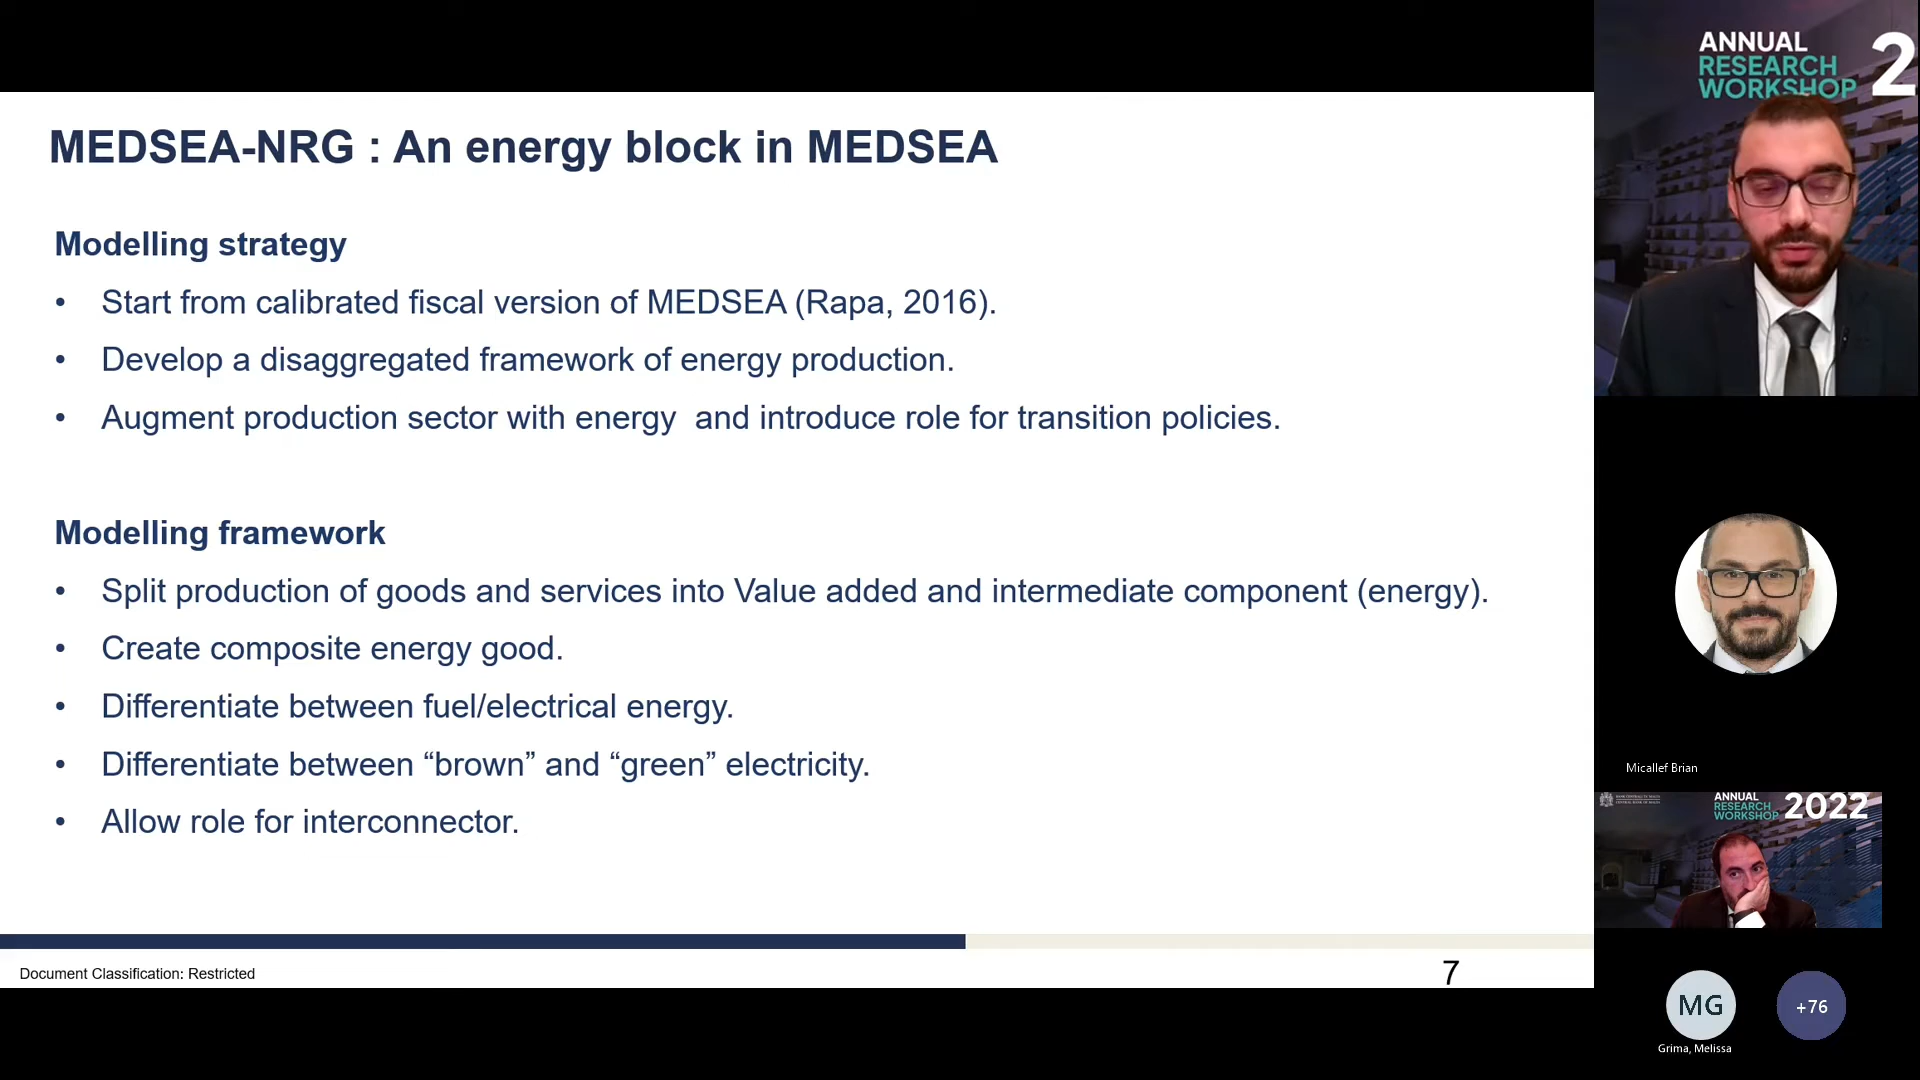 MEDSEA-NRG : An energy block in MEDSEA
Modelling strategy
• Start from calibrated fiscal version of MEDSEA (Rapa, 2016).
• Develop a disaggregated framework of energy production.
• Augment production sector with energy  and introduce role for transition policies.
Modelling framework
• Split production of goods and services into Value added and intermediate component (energy).
• Create composite energy good.
• Differentiate between fuel/electrical energy.
• Differentiate between “brown” and “green” electricity.
• Allow role for interconnector.
Document Classification: Restricted
7
ANNUAL
RESEARCH
WORKSHOP
2
Micallef Brian
ANNUAL
RESEARCH
WORKSHOP
2022
MG
Grima, Melissa
+76